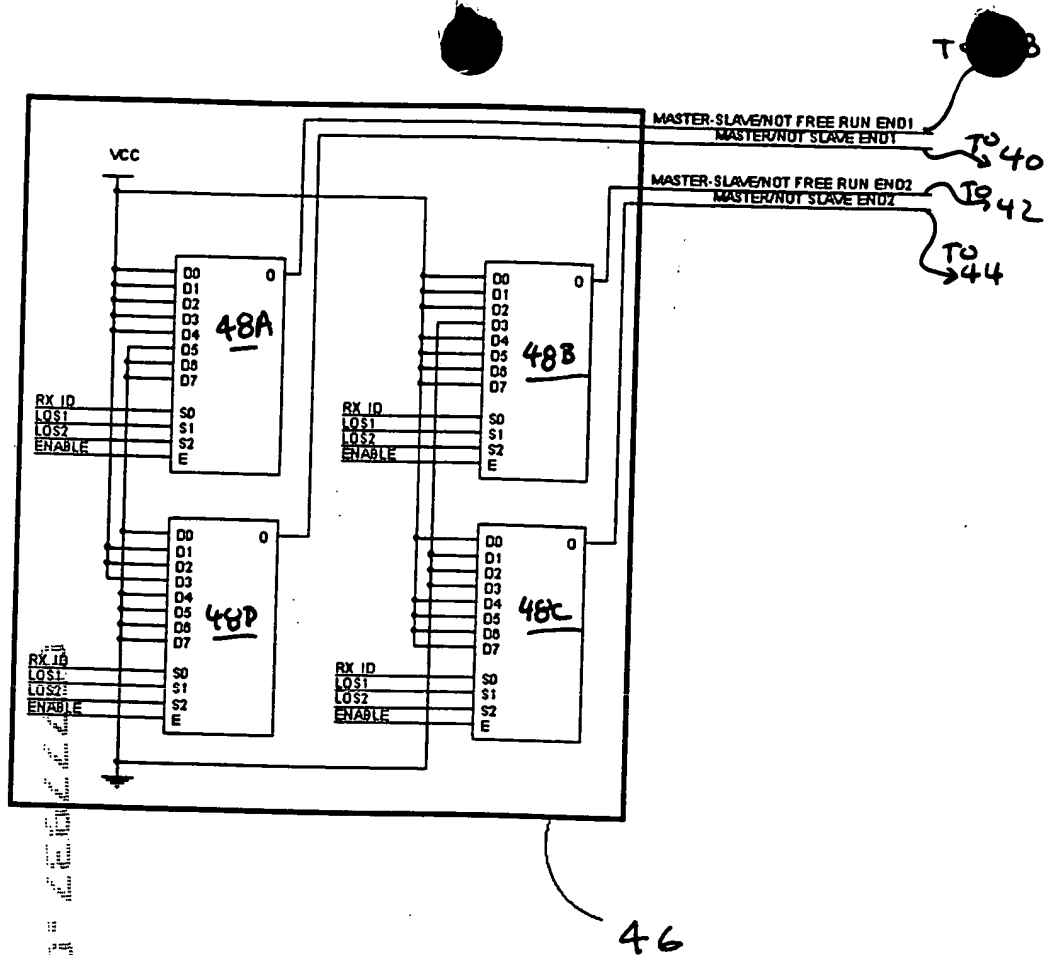 MASTER-SLAVE/NOT FREE RUN END1
MASTER/NOT SLAVE END1
TO 40
MASTER-SLAVE/NOT FREE RUN END2
MASTER/NOT SLAVE END2
TO 42
TO 44
VCC
D0
D1
D2
D3
D4
D5
D6
D7
O
48A
RX ID
LOS1
LOS2
ENABLE
S0
S1
S2
E
D0
D1
D2
D3
D4
D5
D6
D7
O
48B
RX ID
LOS1
LOS2
ENABLE
S0
S1
S2
E
D0
D1
D2
D3
D4
D5
D6
D7
O
48D
RX ID
LOS1
LOS2
ENABLE
S0
S1
S2
E
D0
D1
D2
D3
D4
D5
D6
D7
O
48C
RX ID
LOS1
LOS2
ENABLE
S0
S1
S2
E
46